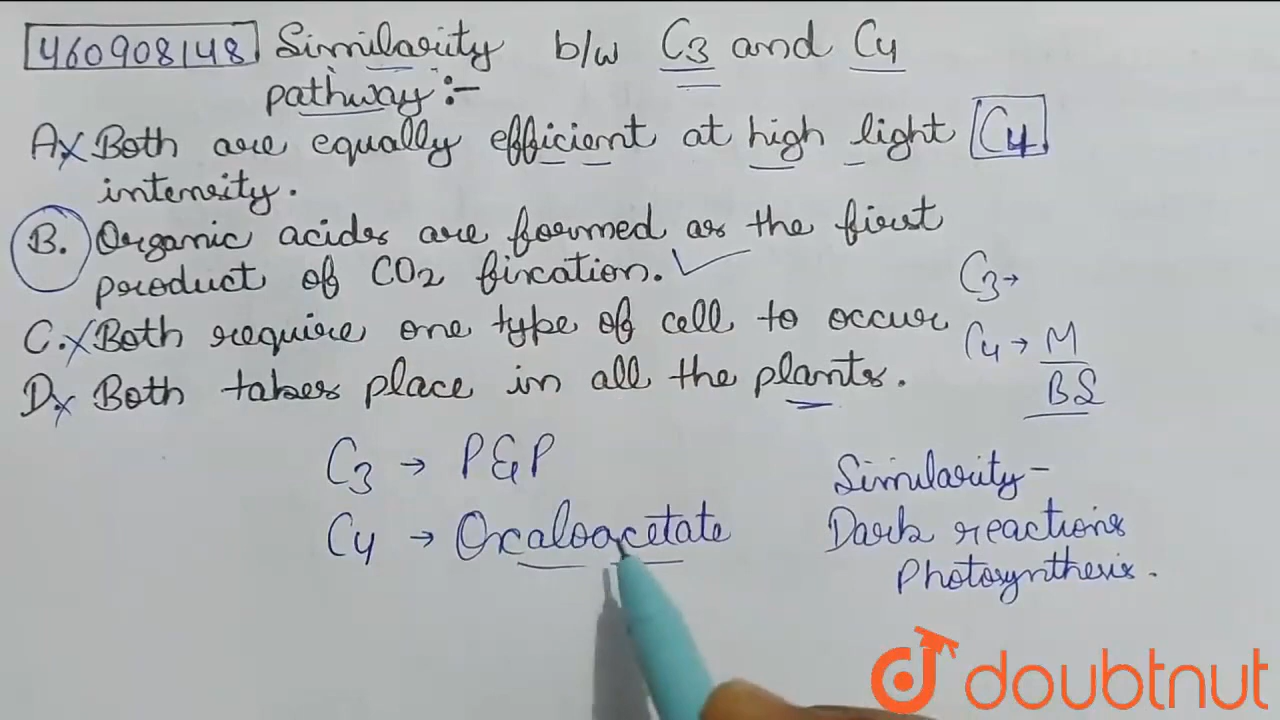 460908148 Similarity b/w C3 and C4
pathway :-
A. Both are equally efficient at high light C4
intensity.
B. Organic acids are formed as the first
product of CO2 fixation.
C3 →
C. Both require one type of cell to occur
C4 → M
BS
D. Both takes place in all the plants.
C3 → PGP
C4 → Oxaloacetate
Similarity -
Dark reactions
Photosynthesis.
doubtnut